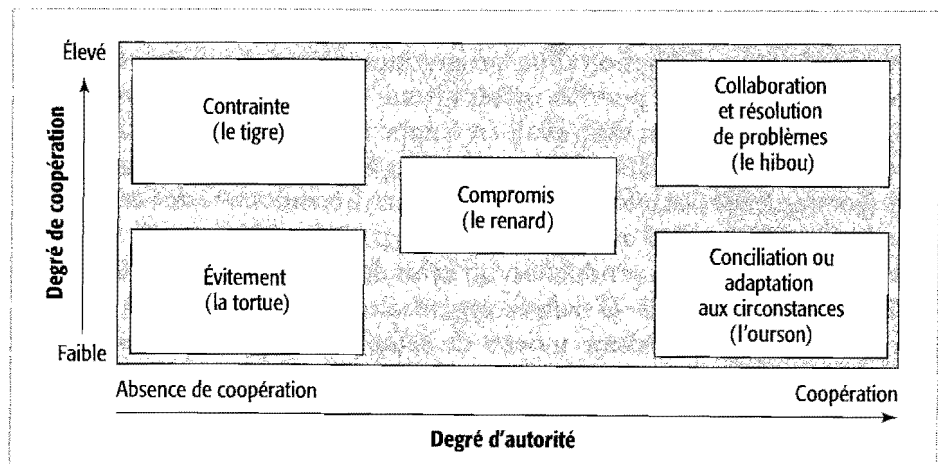 Élevé
Degré de coopération
Faible
Contrainte
(le tigre)
Collaboration
et résolution
de problèmes
(le hibou)
Compromis
(le renard)
Évitement
(la tortue)
Conciliation ou
adaptation
aux circonstances
(l'ourson)
Absence de coopération
Coopération
Degré d'autorité